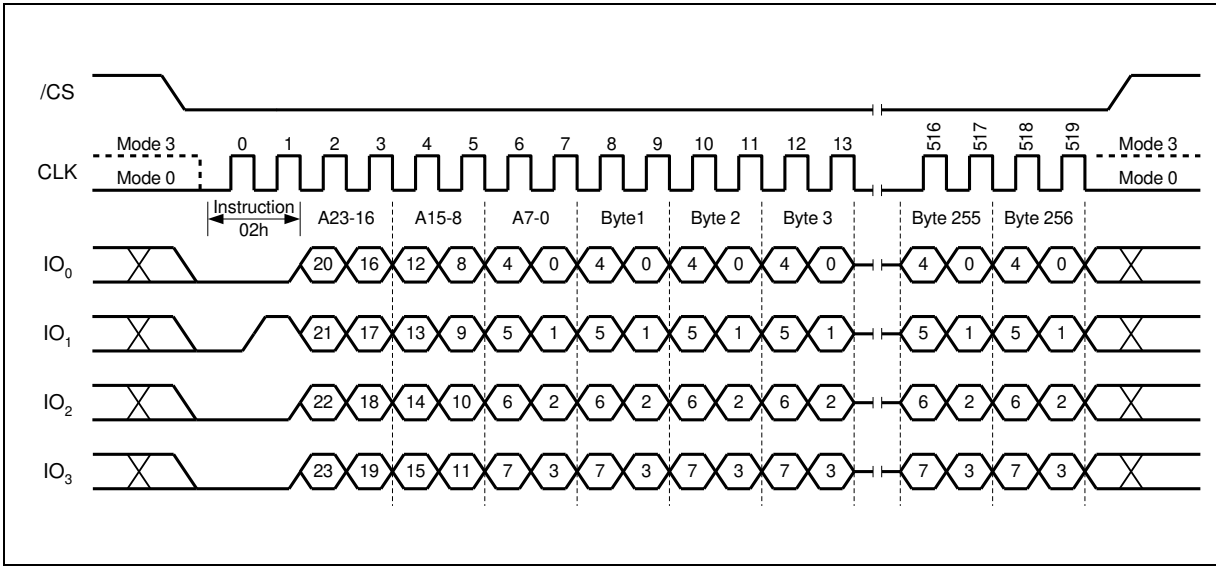 /CS
Mode 3 0 1 2 3 4 5 6 7 8 9 10 11 12 13 516 517 518 519 Mode 3
CLK
Mode 0 Mode 0
Instruction A23-16 A15-8 A7-0 Byte1 Byte 2 Byte 3 Byte 255 Byte 256
02h
IO0 20 16 12 8 4 0 4 0 4 0 4 0 4 0 4 0
IO1 21 17 13 9 5 1 5 1 5 1 5 1 5 1 5 1
IO2 22 18 14 10 6 2 6 2 6 2 6 2 6 2 6 2
IO3 23 19 15 11 7 3 7 3 7 3 7 3 7 3 7 3